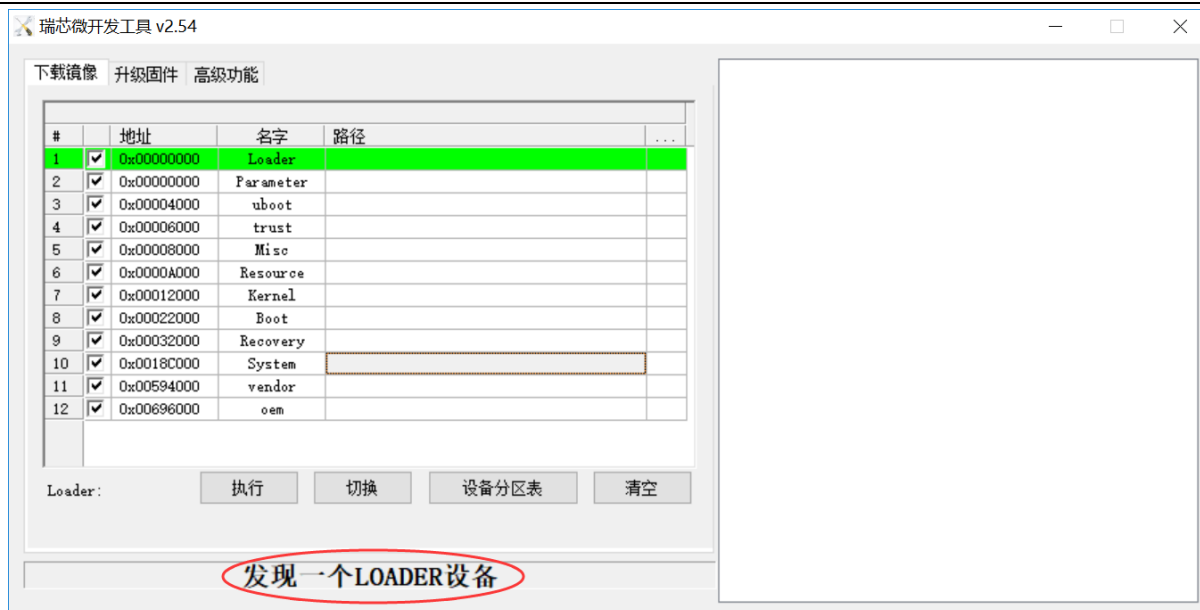 瑞芯微开发工具 v2.54
下载镜像 升级固件 高级功能
# 地址 名字 路径 ...
1 0x00000000 Loader
2 0x00000000 Parameter
3 0x00004000 uboot
4 0x00006000 trust
5 0x00008000 Misc
6 0x0000A000 Resource
7 0x00012000 Kernel
8 0x00022000 Boot
9 0x00032000 Recovery
10 0x0018C000 System
11 0x00594000 vendor
12 0x00696000 oem
Loader: 执行 切换 设备分区表 清空
发现一个LOADER设备